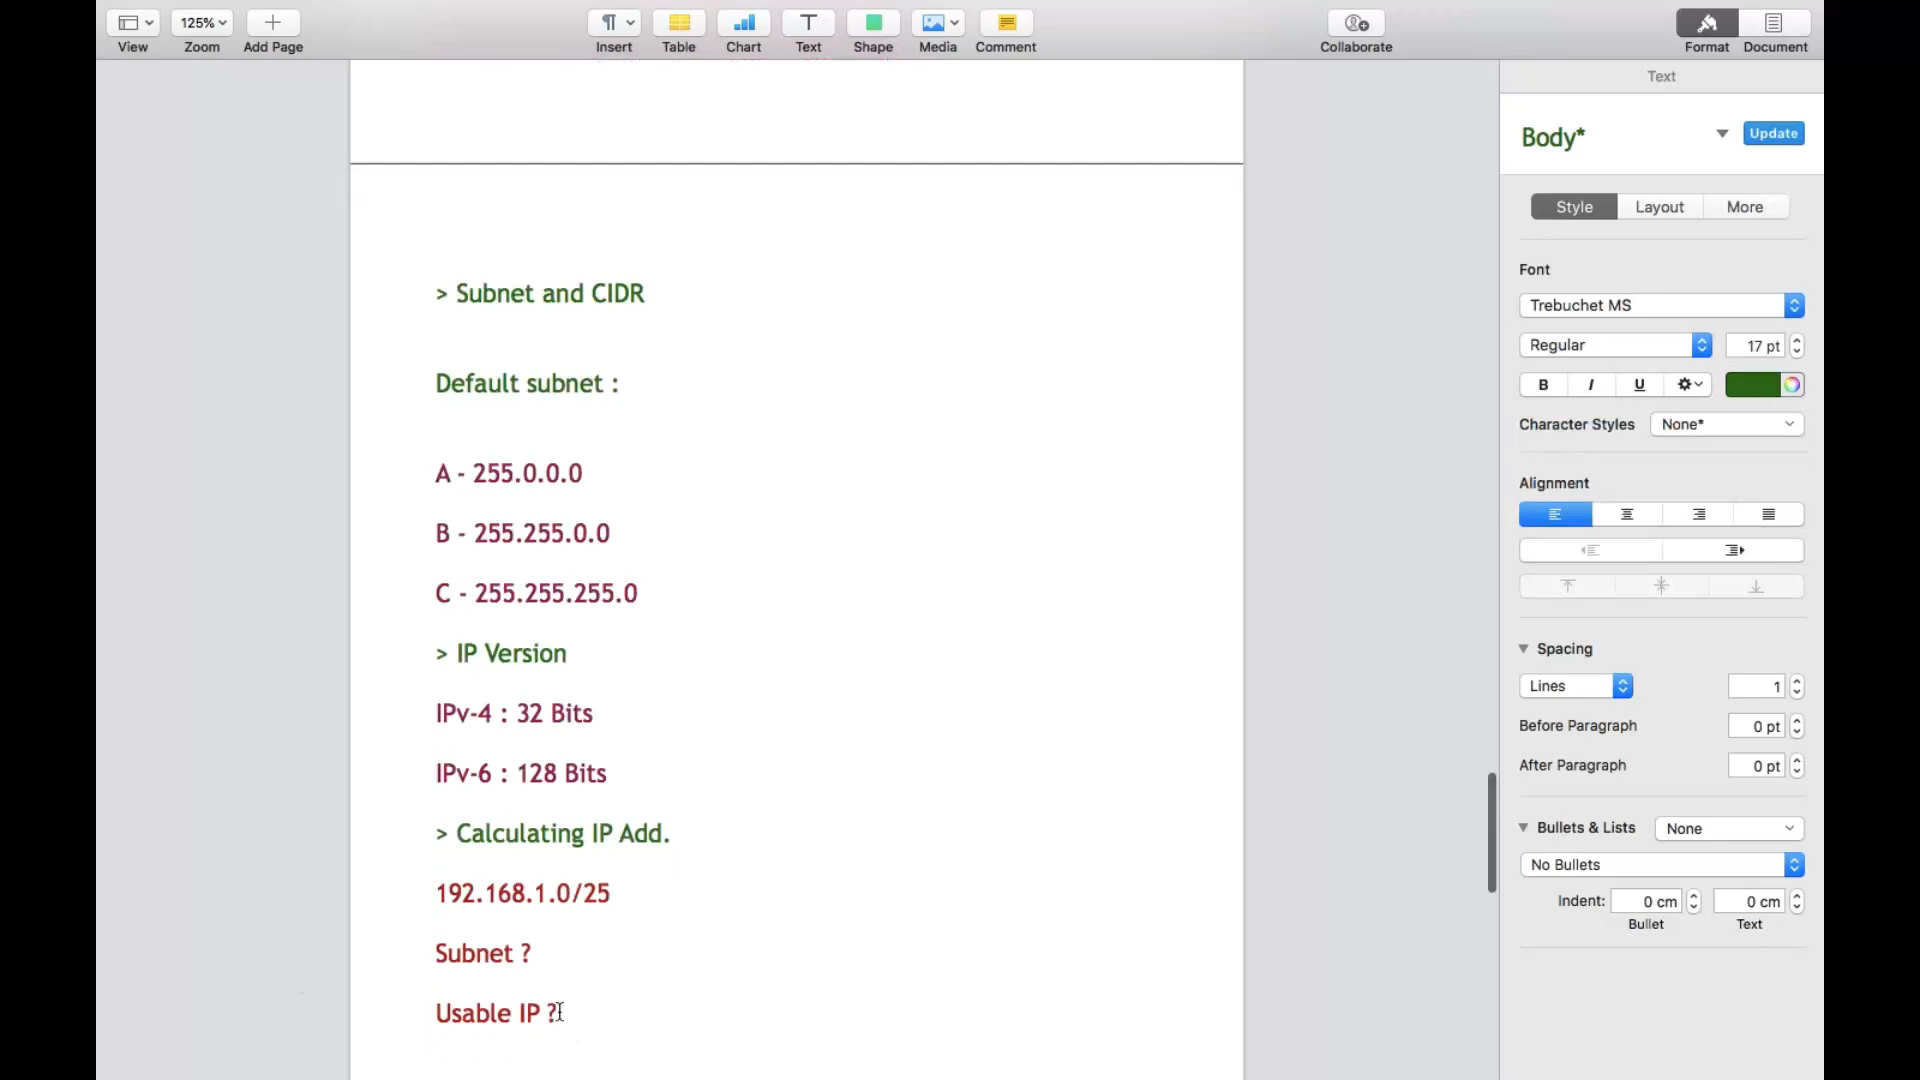 125%
View
Zoom
Add Page
Insert
Table
Chart
Text
Shape
Media
Comment
Collaborate
Format
Document
Text
Body*
Update
Style
Layout
More
Font
Trebuchet MS
Regular
17 pt
B I U
Character Styles
None*
Alignment
Spacing
Lines
1
Before Paragraph
0 pt
After Paragraph
0 pt
Bullets & Lists
None
No Bullets
Indent:
0 cm
0 cm
Bullet
Text
> Subnet and CIDR
Default subnet :
A - 255.0.0.0
B - 255.255.0.0
C - 255.255.255.0
> IP Version
IPv-4 : 32 Bits
IPv-6 : 128 Bits
> Calculating IP Add.
192.168.1.0/25
Subnet ?
Usable IP ?